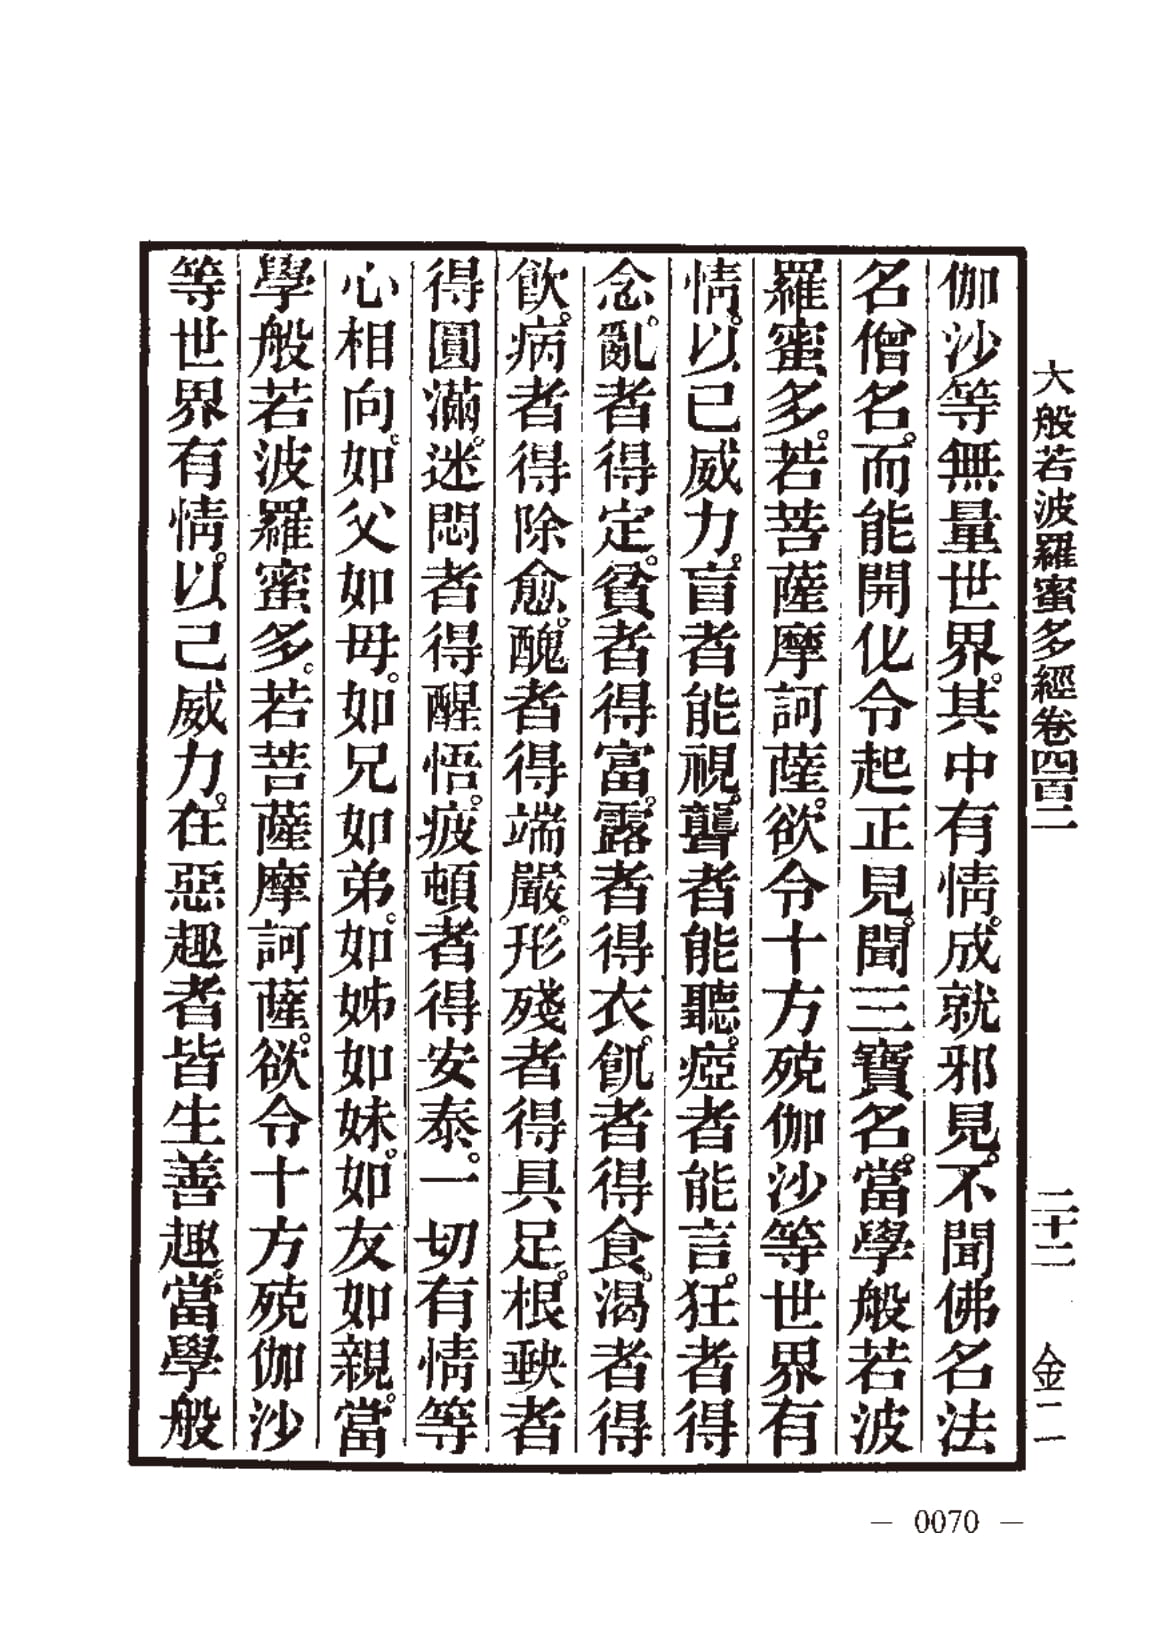 大般若波羅蜜多經卷四百二 二十二 金二
伽沙等無量世界。其中有情。成就邪見。不聞佛名法
名僧名。而能開化令起正見。聞三寶名。當學般若波
羅蜜多。若菩薩摩訶薩。欲令十方殑伽沙等世界有
情。以已威力。盲者能視。聾者能聽。瘂者能言。狂者得
念。亂者得定。貧者得富。露者得衣。飢者得食。渴者得
飲。病者得除愈。醜者得端嚴。形殘者得具足。根缺者
得圓滿。迷悶者得醒悟。疲頓者得安泰。一切有情等
心相向。如父如母。如兄如弟。如姊如妹。如友如親。當
學般若波羅蜜多。若菩薩摩訶薩。欲令十方殑伽沙
等世界有情。以己威力。在惡趣者皆生善趣。當學般
— 0070 —